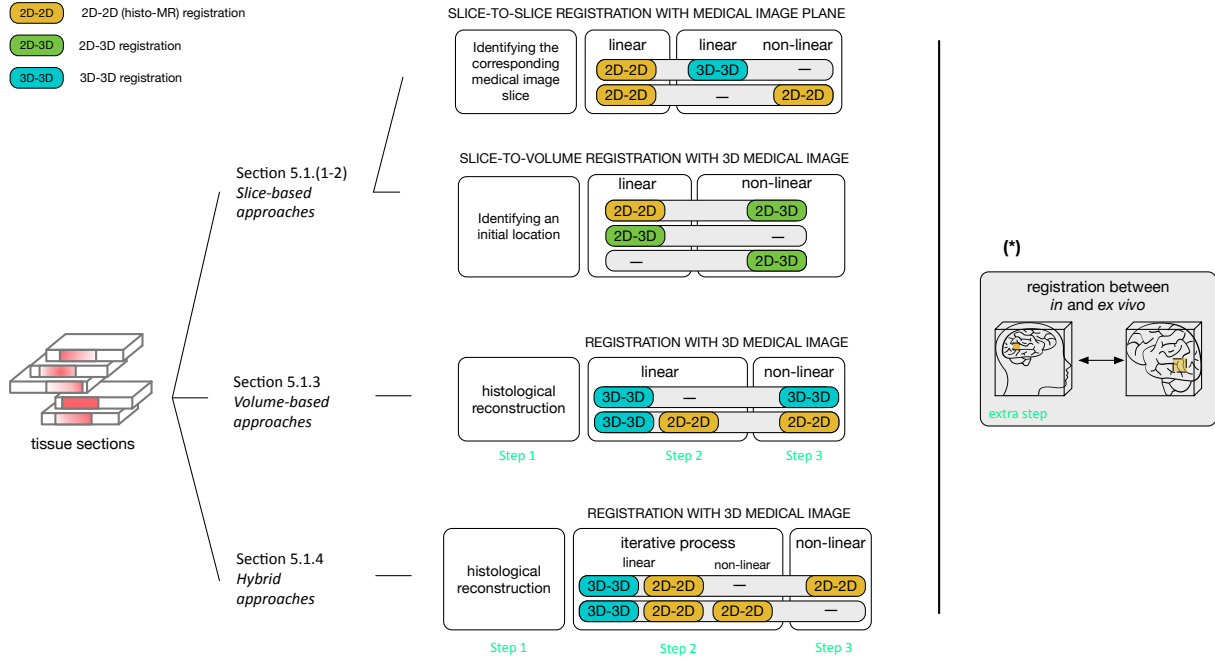 2D-2D 2D-2D (histo-MR) registration
2D-3D 2D-3D registration
3D-3D 3D-3D registration
SLICE-TO-SLICE REGISTRATION WITH MEDICAL IMAGE PLANE
Identifying the
corresponding
medical image
slice
linear linear non-linear
2D-2D 3D-3D —
2D-2D — 2D-2D
Section 5.1.(1-2)
Slice-based
approaches
SLICE-TO-VOLUME REGISTRATION WITH 3D MEDICAL IMAGE
Identifying an
initial location
linear non-linear
2D-2D 2D-3D
2D-3D —
— 2D-3D
tissue sections
Section 5.1.3
Volume-based
approaches
REGISTRATION WITH 3D MEDICAL IMAGE
histological
reconstruction
linear non-linear
3D-3D — 3D-3D
3D-3D 2D-2D 2D-2D
Step 1 Step 2 Step 3
Section 5.1.4
Hybrid
approaches
REGISTRATION WITH 3D MEDICAL IMAGE
histological
reconstruction
iterative process non-linear
linear non-linear
3D-3D 2D-2D — 2D-2D
3D-3D 2D-2D 2D-2D —
Step 1 Step 2 Step 3
(*)
registration between
in and ex vivo
extra step